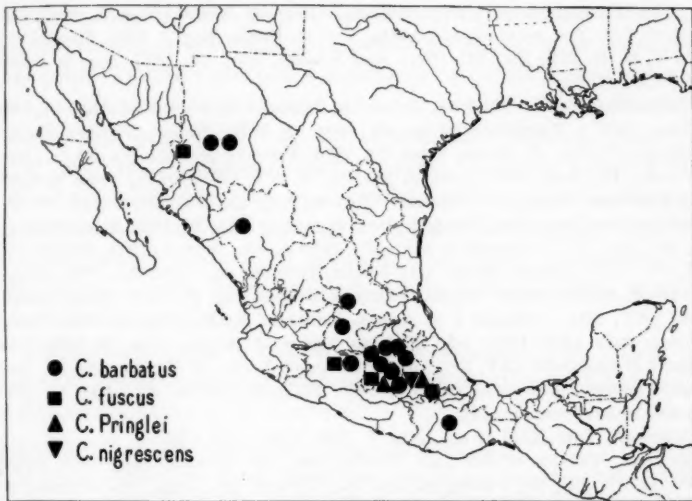 ● C. barbatus
■ C. fuscus
▲ C. Pringlei
▼ C. nigrescens